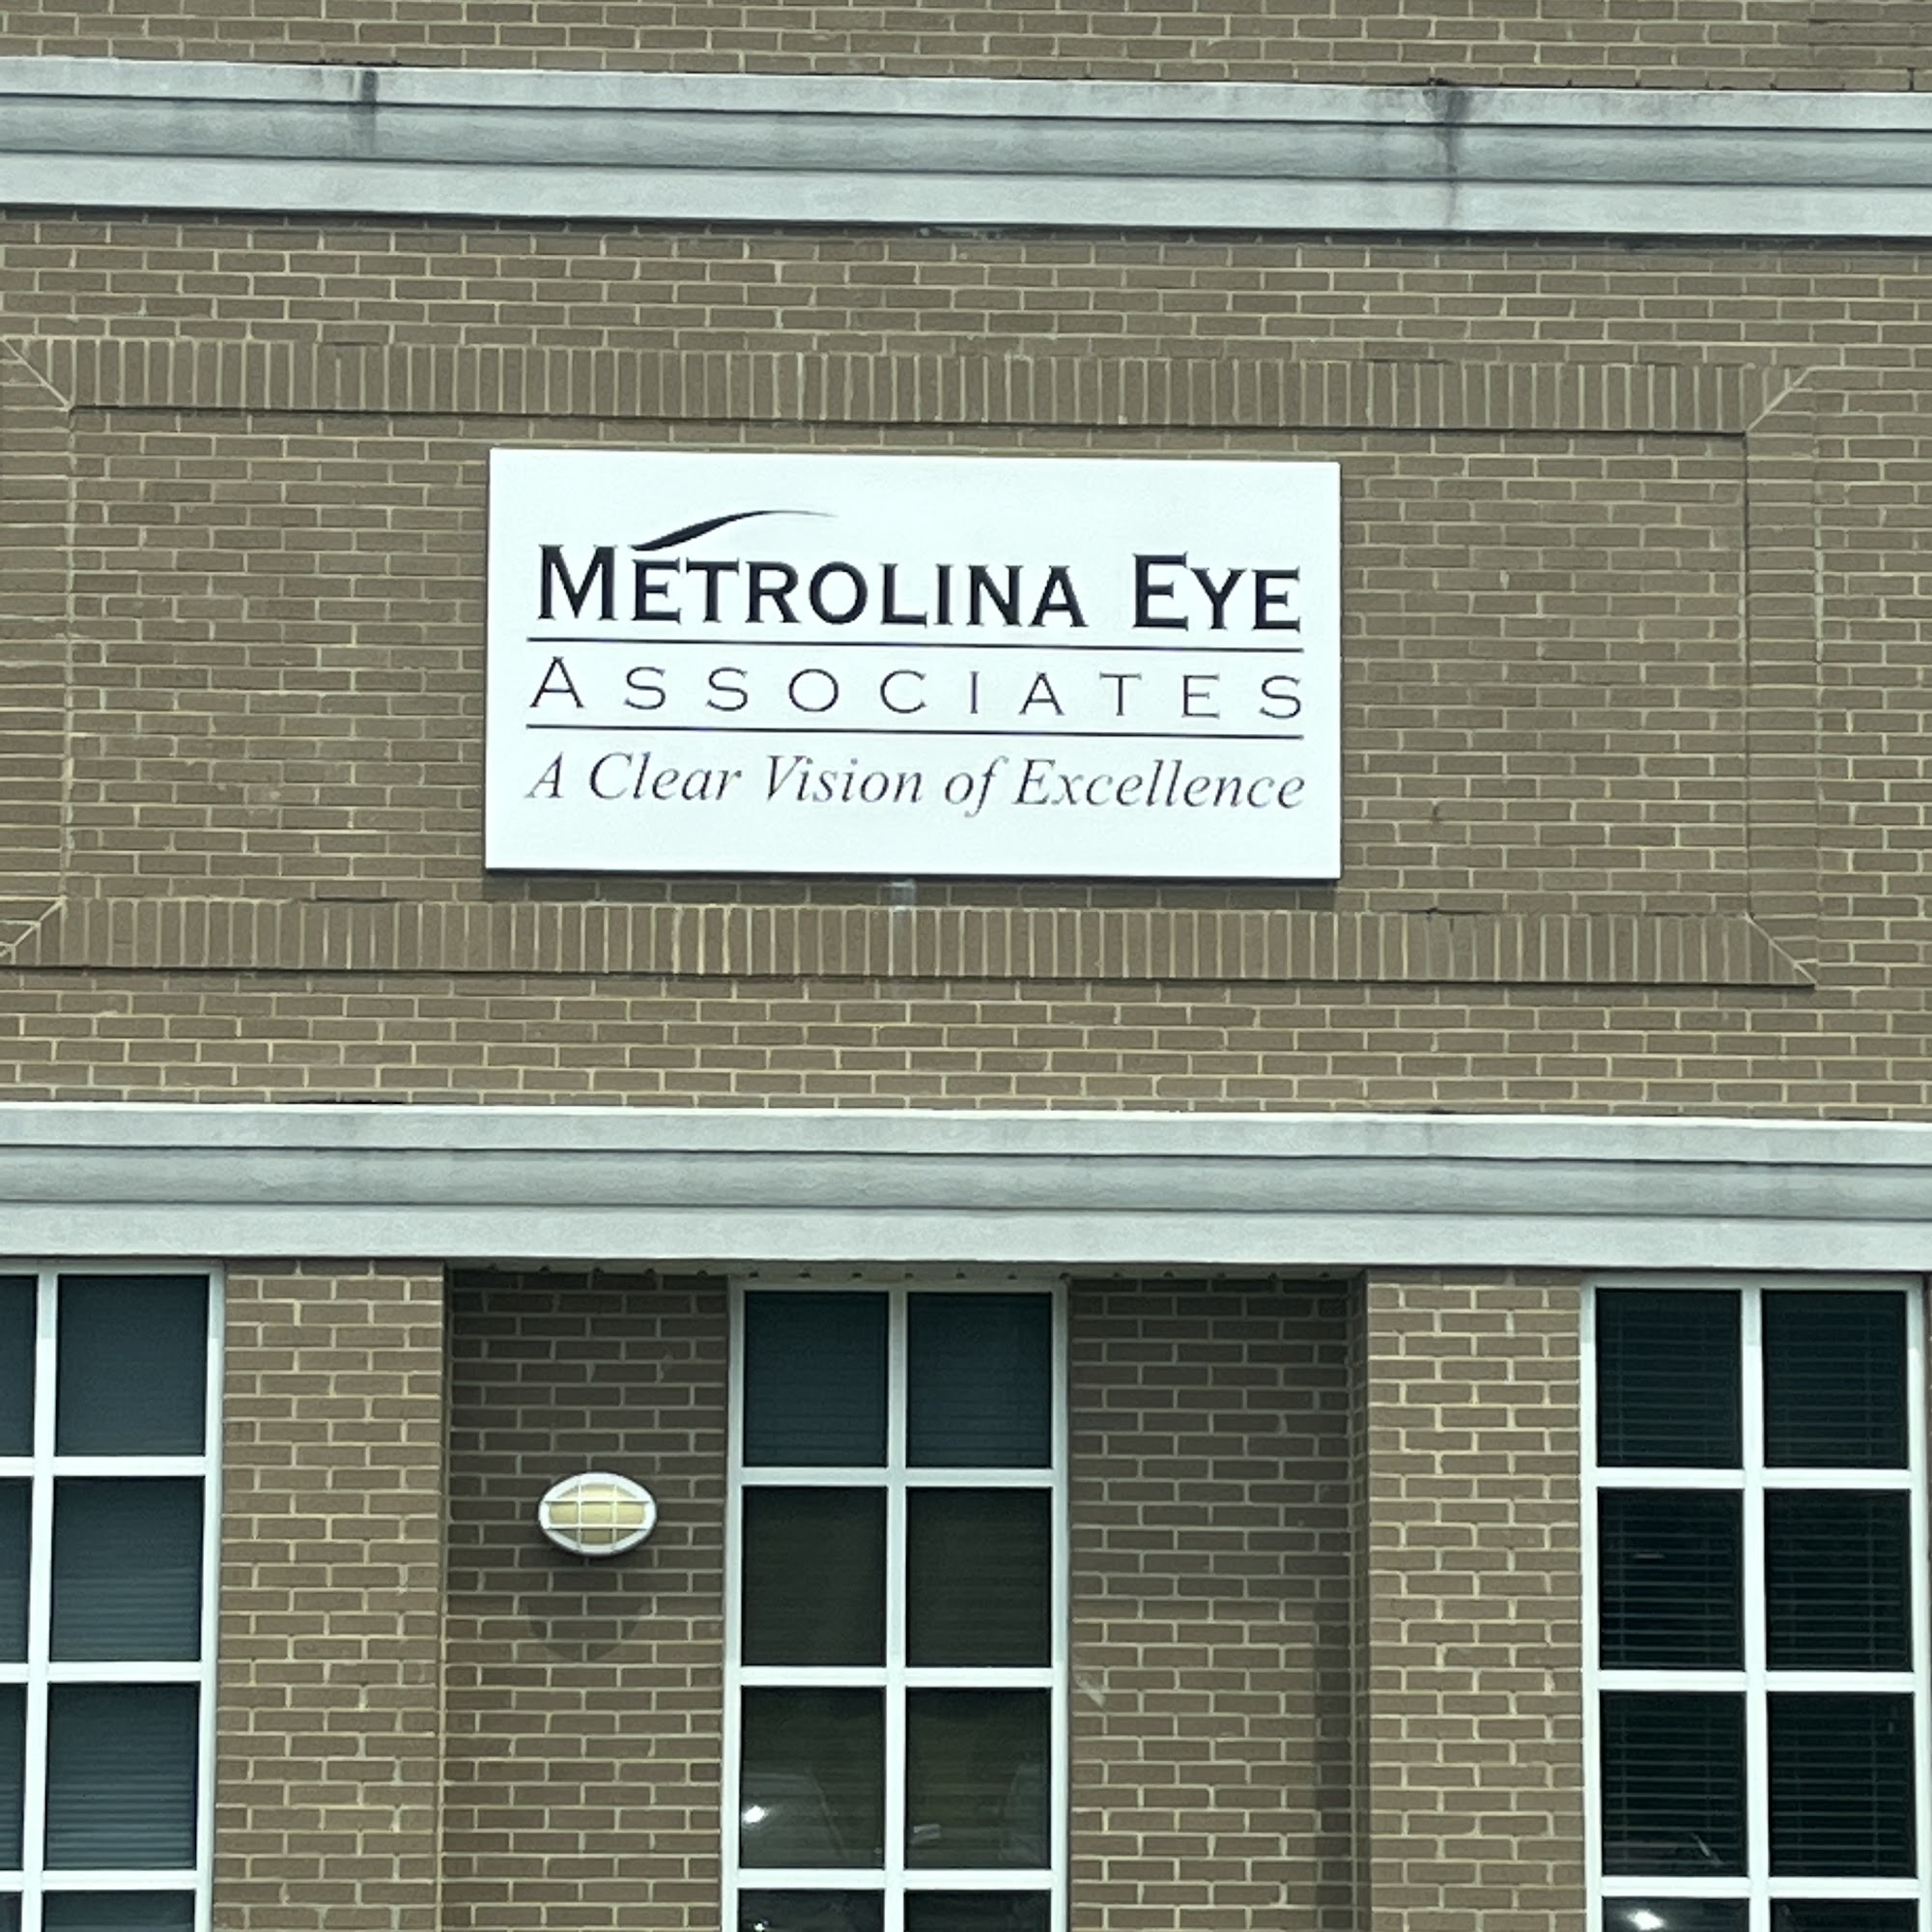 METROLINA EYE
ASSOCIATES
A Clear Vision of Excellence